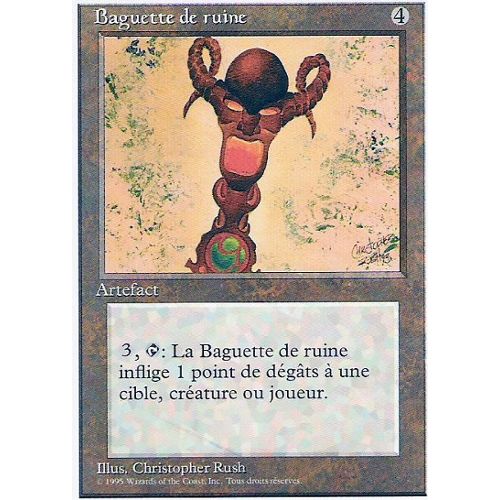 Baguette de ruine 4
Artefact
3, : La Baguette de ruine
inflige 1 point de dégâts à une
cible, créature ou joueur.
Illus. Christopher Rush
© 1995 Wizards of the Coast, Inc. Tous droits réservés.